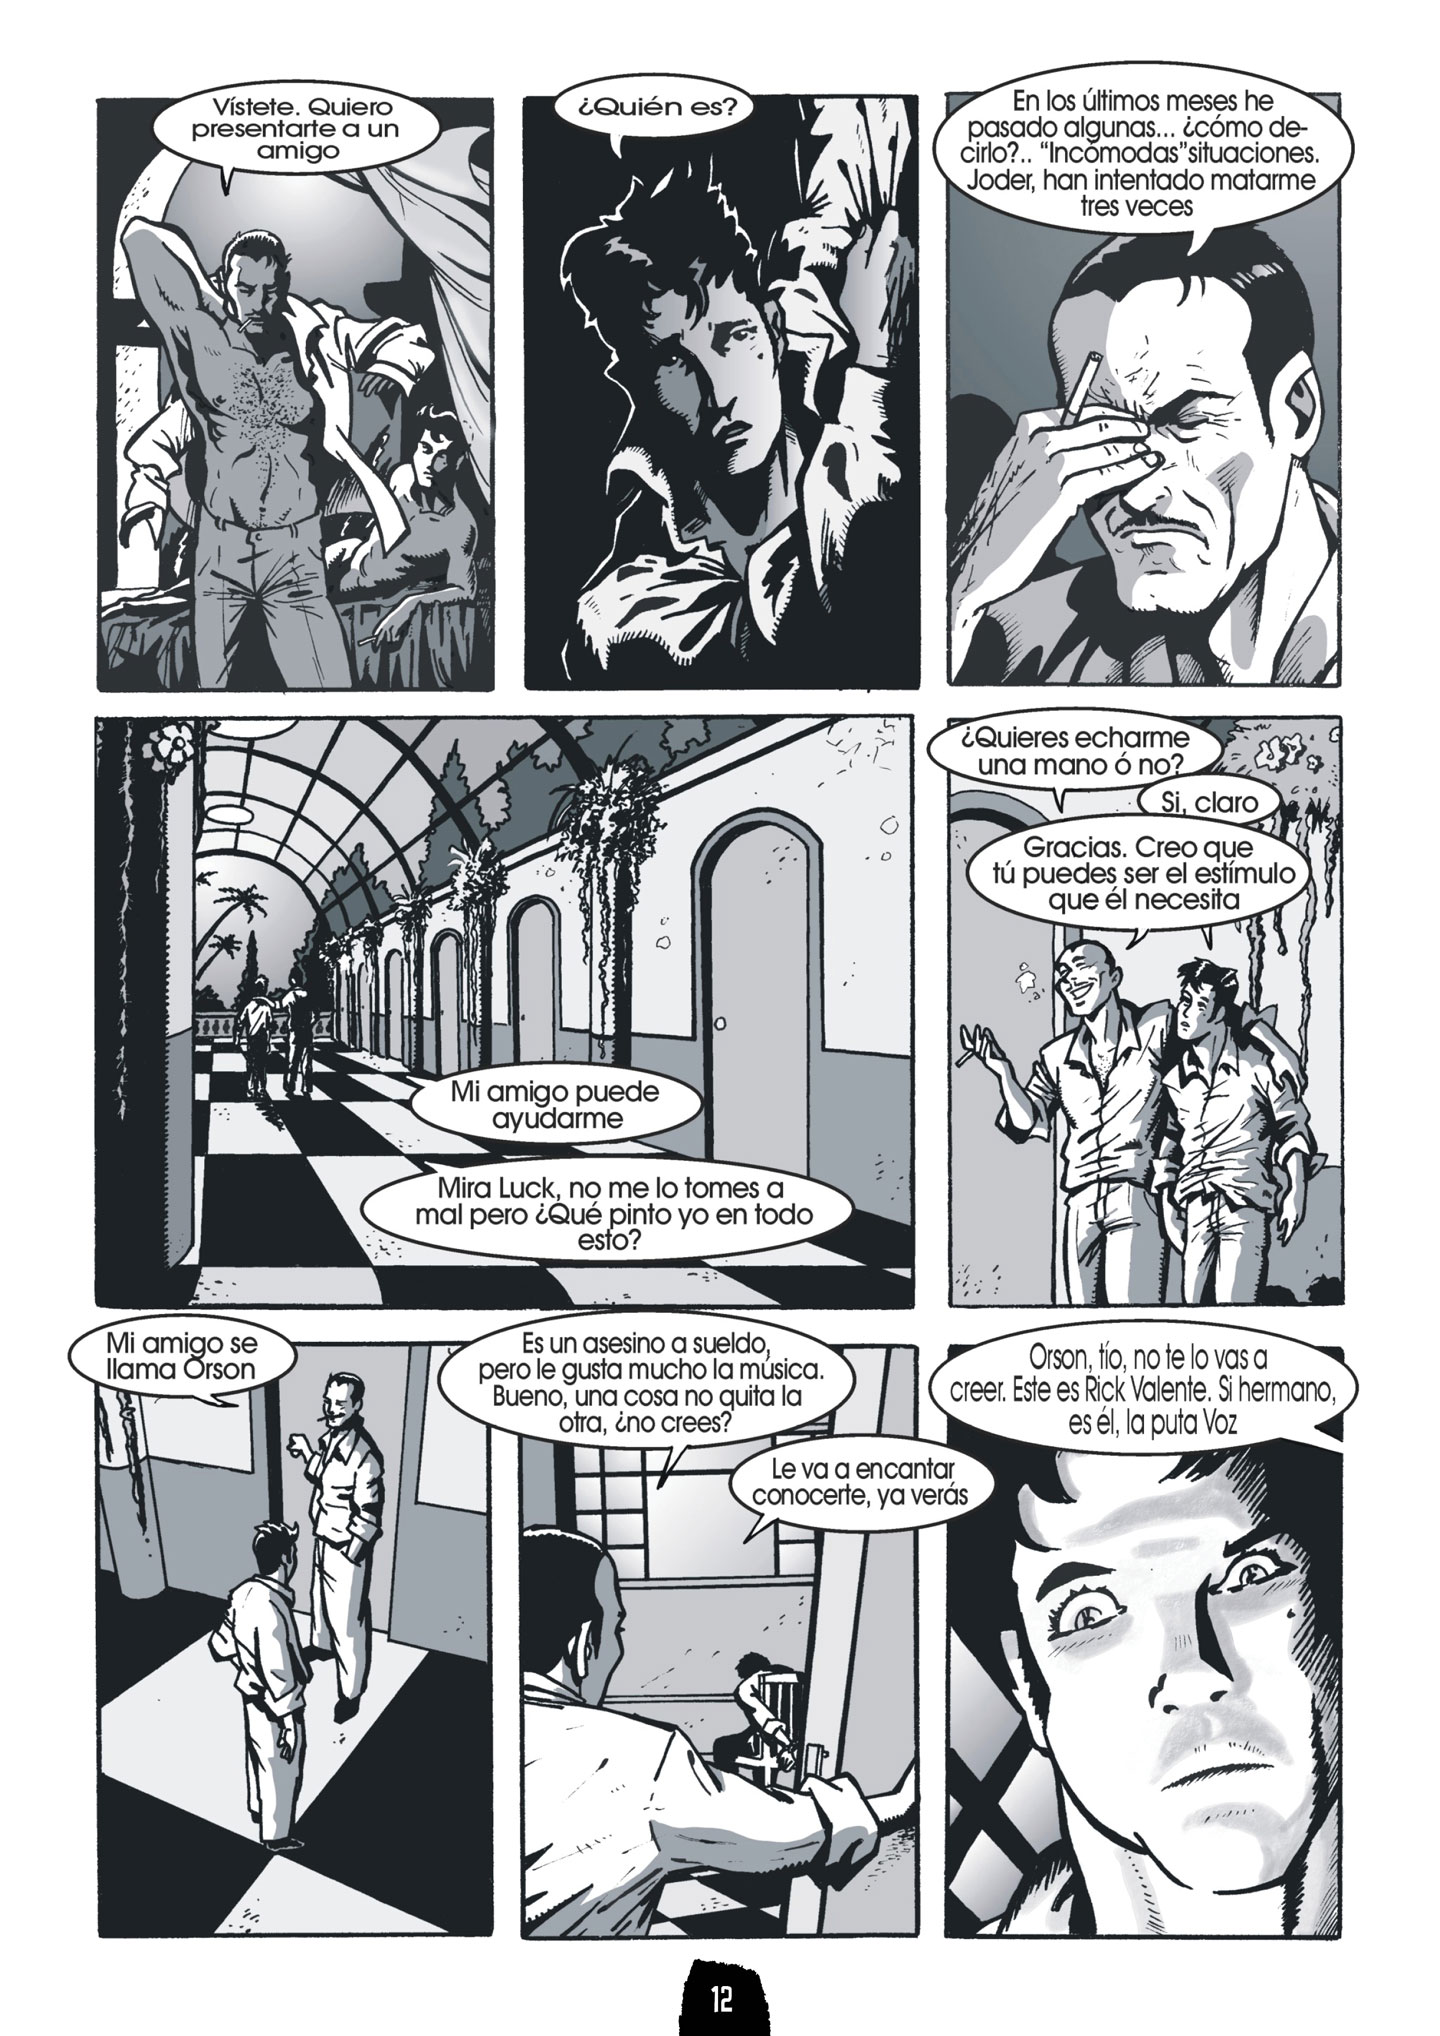 Vístete. Quiero
presentarte a un
amigo
¿Quién es?
En los últimos meses he
pasado algunas... ¿cómo de-
cirlo?.. “Incómodas”situaciones.
Joder, han intentado matarme
tres veces
Mi amigo puede
ayudarme
Mira Luck, no me lo tomes a
mal pero ¿Qué pinto yo en todo
esto?
¿Quieres echarme
una mano ó no?
Si, claro
Gracias. Creo que
tú puedes ser el estímulo
que él necesita
Mi amigo se
llama Orson
Es un asesino a sueldo,
pero le gusta mucho la música.
Bueno, una cosa no quita la
otra, ¿no crees?
Le va a encantar
conocerte, ya verás
Orson, tío, no te lo vas a
creer. Este es Rick Valente. Si hermano,
es él, la puta Voz
12